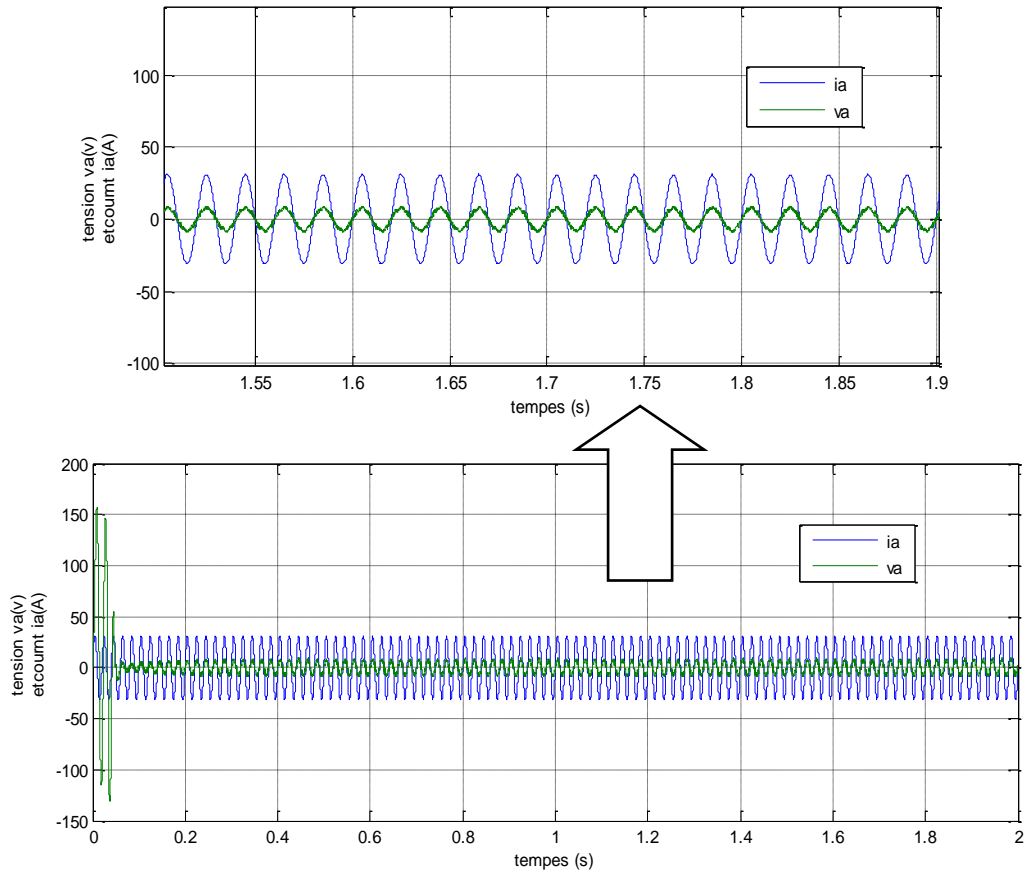 100
50
0
-50
-100
tension va(v)
etcoumt ia(A)
ia
va
1.55 1.6 1.65 1.7 1.75 1.8 1.85 1.9
tempes (s)
200
150
100
50
0
-50
-100
-150
tension va(v)
etcoumt ia(A)
ia
va
0 0.2 0.4 0.6 0.8 1 1.2 1.4 1.6 1.8 2
tempes (s)